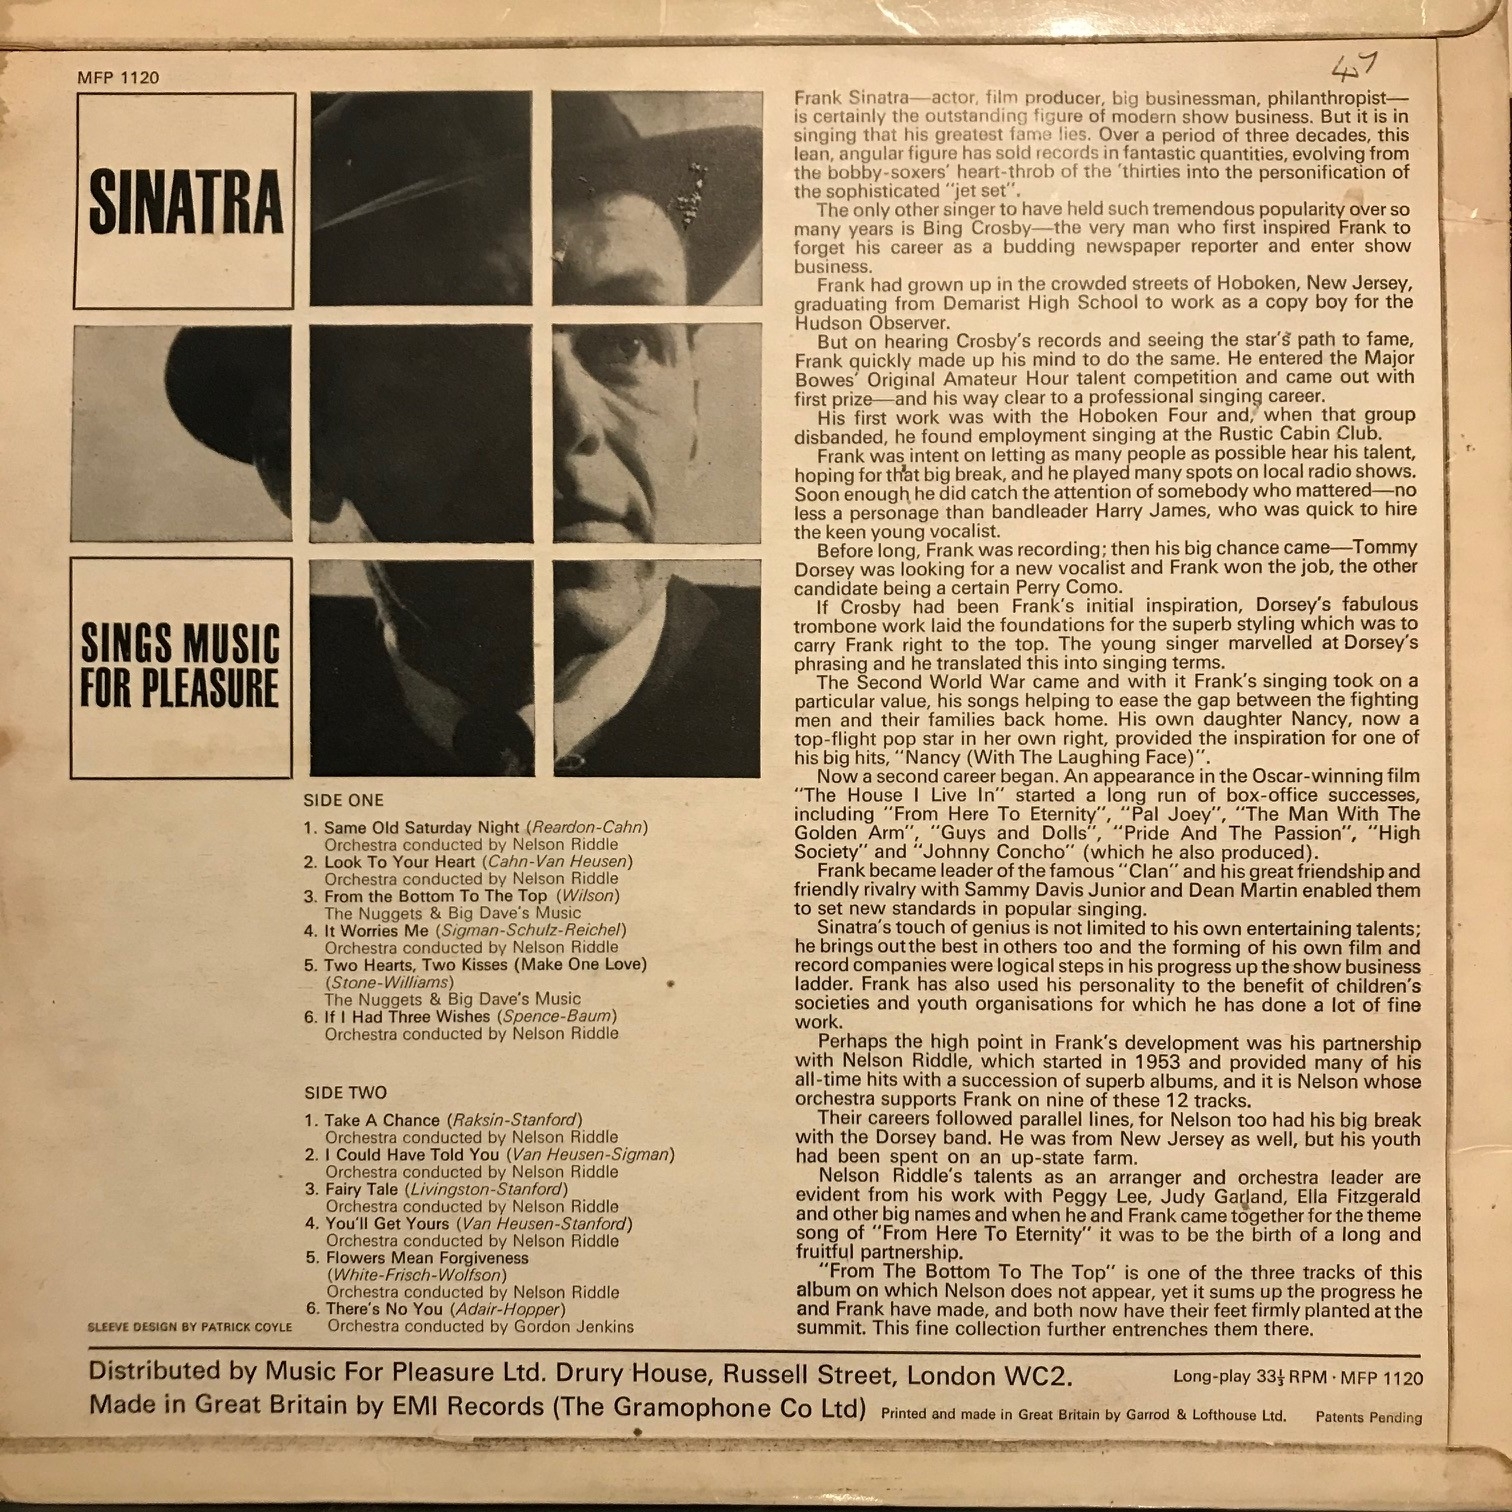 MFP 1120
47
SINATRA
SINGS MUSIC
FOR PLEASURE
SIDE ONE
1. Same Old Saturday Night (Reardon-Cahn)
Orchestra conducted by Nelson Riddle
2. Look To Your Heart (Cahn-Van Heusen)
Orchestra conducted by Nelson Riddle
3. From the Bottom To The Top (Wilson)
The Nuggets & Big Dave's Music
4. It Worries Me (Sigman-Schulz-Reichel)
Orchestra conducted by Nelson Riddle
5. Two Hearts, Two Kisses (Make One Love)
(Stone-Williams)
The Nuggets & Big Dave's Music
6. If I Had Three Wishes (Spence-Baum)
Orchestra conducted by Nelson Riddle
SIDE TWO
1. Take A Chance (Raksin-Stanford)
Orchestra conducted by Nelson Riddle
2. I Could Have Told You (Van Heusen-Sigman)
Orchestra conducted by Nelson Riddle
3. Fairy Tale (Livingston-Stanford)
Orchestra conducted by Nelson Riddle
4. You'll Get Yours (Van Heusen-Stanford)
Orchestra conducted by Nelson Riddle
5. Flowers Mean Forgiveness
(White-Frisch-Wolfson)
Orchestra conducted by Nelson Riddle
6. There's No You (Adair-Hopper)
Orchestra conducted by Gordon Jenkins
SLEEVE DESIGN BY PATRICK COYLE
Frank Sinatra—actor, film producer, big businessman, philanthropist—
is certainly the outstanding figure of modern show business. But it is in
singing that his greatest fame lies. Over a period of three decades, this
lean, angular figure has sold records in fantastic quantities, evolving from
the bobby-soxers' heart-throb of the 'thirties into the personification of
the sophisticated "jet set".
The only other singer to have held such tremendous popularity over so
many years is Bing Crosby—the very man who first inspired Frank to
forget his career as a budding newspaper reporter and enter show
business.
Frank had grown up in the crowded streets of Hoboken, New Jersey,
graduating from Demarist High School to work as a copy boy for the
Hudson Observer.
But on hearing Crosby's records and seeing the star's path to fame,
Frank quickly made up his mind to do the same. He entered the Major
Bowes' Original Amateur Hour talent competition and came out with
first prize—and his way clear to a professional singing career.
His first work was with the Hoboken Four and, when that group
disbanded, he found employment singing at the Rustic Cabin Club.
Frank was intent on letting as many people as possible hear his talent,
hoping for that big break, and he played many spots on local radio shows.
Soon enough he did catch the attention of somebody who mattered—no
less a personage than bandleader Harry James, who was quick to hire
the keen young vocalist.
Before long, Frank was recording; then his big chance came—Tommy
Dorsey was looking for a new vocalist and Frank won the job, the other
candidate being a certain Perry Como.
If Crosby had been Frank's initial inspiration, Dorsey's fabulous
trombone work laid the foundations for the superb styling which was to
carry Frank right to the top. The young singer marvelled at Dorsey's
phrasing and he translated this into singing terms.
The Second World War came and with it Frank's singing took on a
particular value, his songs helping to ease the gap between the fighting
men and their families back home. His own daughter Nancy, now a
top-flight pop star in her own right, provided the inspiration for one of
his big hits, "Nancy (With The Laughing Face)".
Now a second career began. An appearance in the Oscar-winning film
"The House I Live In" started a long run of box-office successes,
including "From Here To Eternity", "Pal Joey", "The Man With The
Golden Arm", "Guys and Dolls", "Pride And The Passion", "High
Society" and "Johnny Concho" (which he also produced).
Frank became leader of the famous "Clan" and his great friendship and
friendly rivalry with Sammy Davis Junior and Dean Martin enabled them
to set new standards in popular singing.
Sinatra's touch of genius is not limited to his own entertaining talents;
he brings out the best in others too and the forming of his own film and
record companies were logical steps in his progress up the show business
ladder. Frank has also used his personality to the benefit of children's
societies and youth organisations for which he has done a lot of fine
work.
Perhaps the high point in Frank's development was his partnership
with Nelson Riddle, which started in 1953 and provided many of his
all-time hits with a succession of superb albums, and it is Nelson whose
orchestra supports Frank on nine of these 12 tracks.
Their careers followed parallel lines, for Nelson too had his big break
with the Dorsey band. He was from New Jersey as well, but his youth
had been spent on an up-state farm.
Nelson Riddle's talents as an arranger and orchestra leader are
evident from his work with Peggy Lee, Judy Garland, Ella Fitzgerald
and other big names and when he and Frank came together for the theme
song of "From Here To Eternity" it was to be the birth of a long and
fruitful partnership.
"From The Bottom To The Top" is one of the three tracks of this
album on which Nelson does not appear, yet it sums up the progress he
and Frank have made, and both now have their feet firmly planted at the
summit. This fine collection further entrenches them there.
Distributed by Music For Pleasure Ltd. Drury House, Russell Street, London WC2.
Long-play 33⅓ RPM · MFP 1120
Made in Great Britain by EMI Records (The Gramophone Co Ltd)
Printed and made in Great Britain by Garrod & Lofthouse Ltd.
Patents Pending